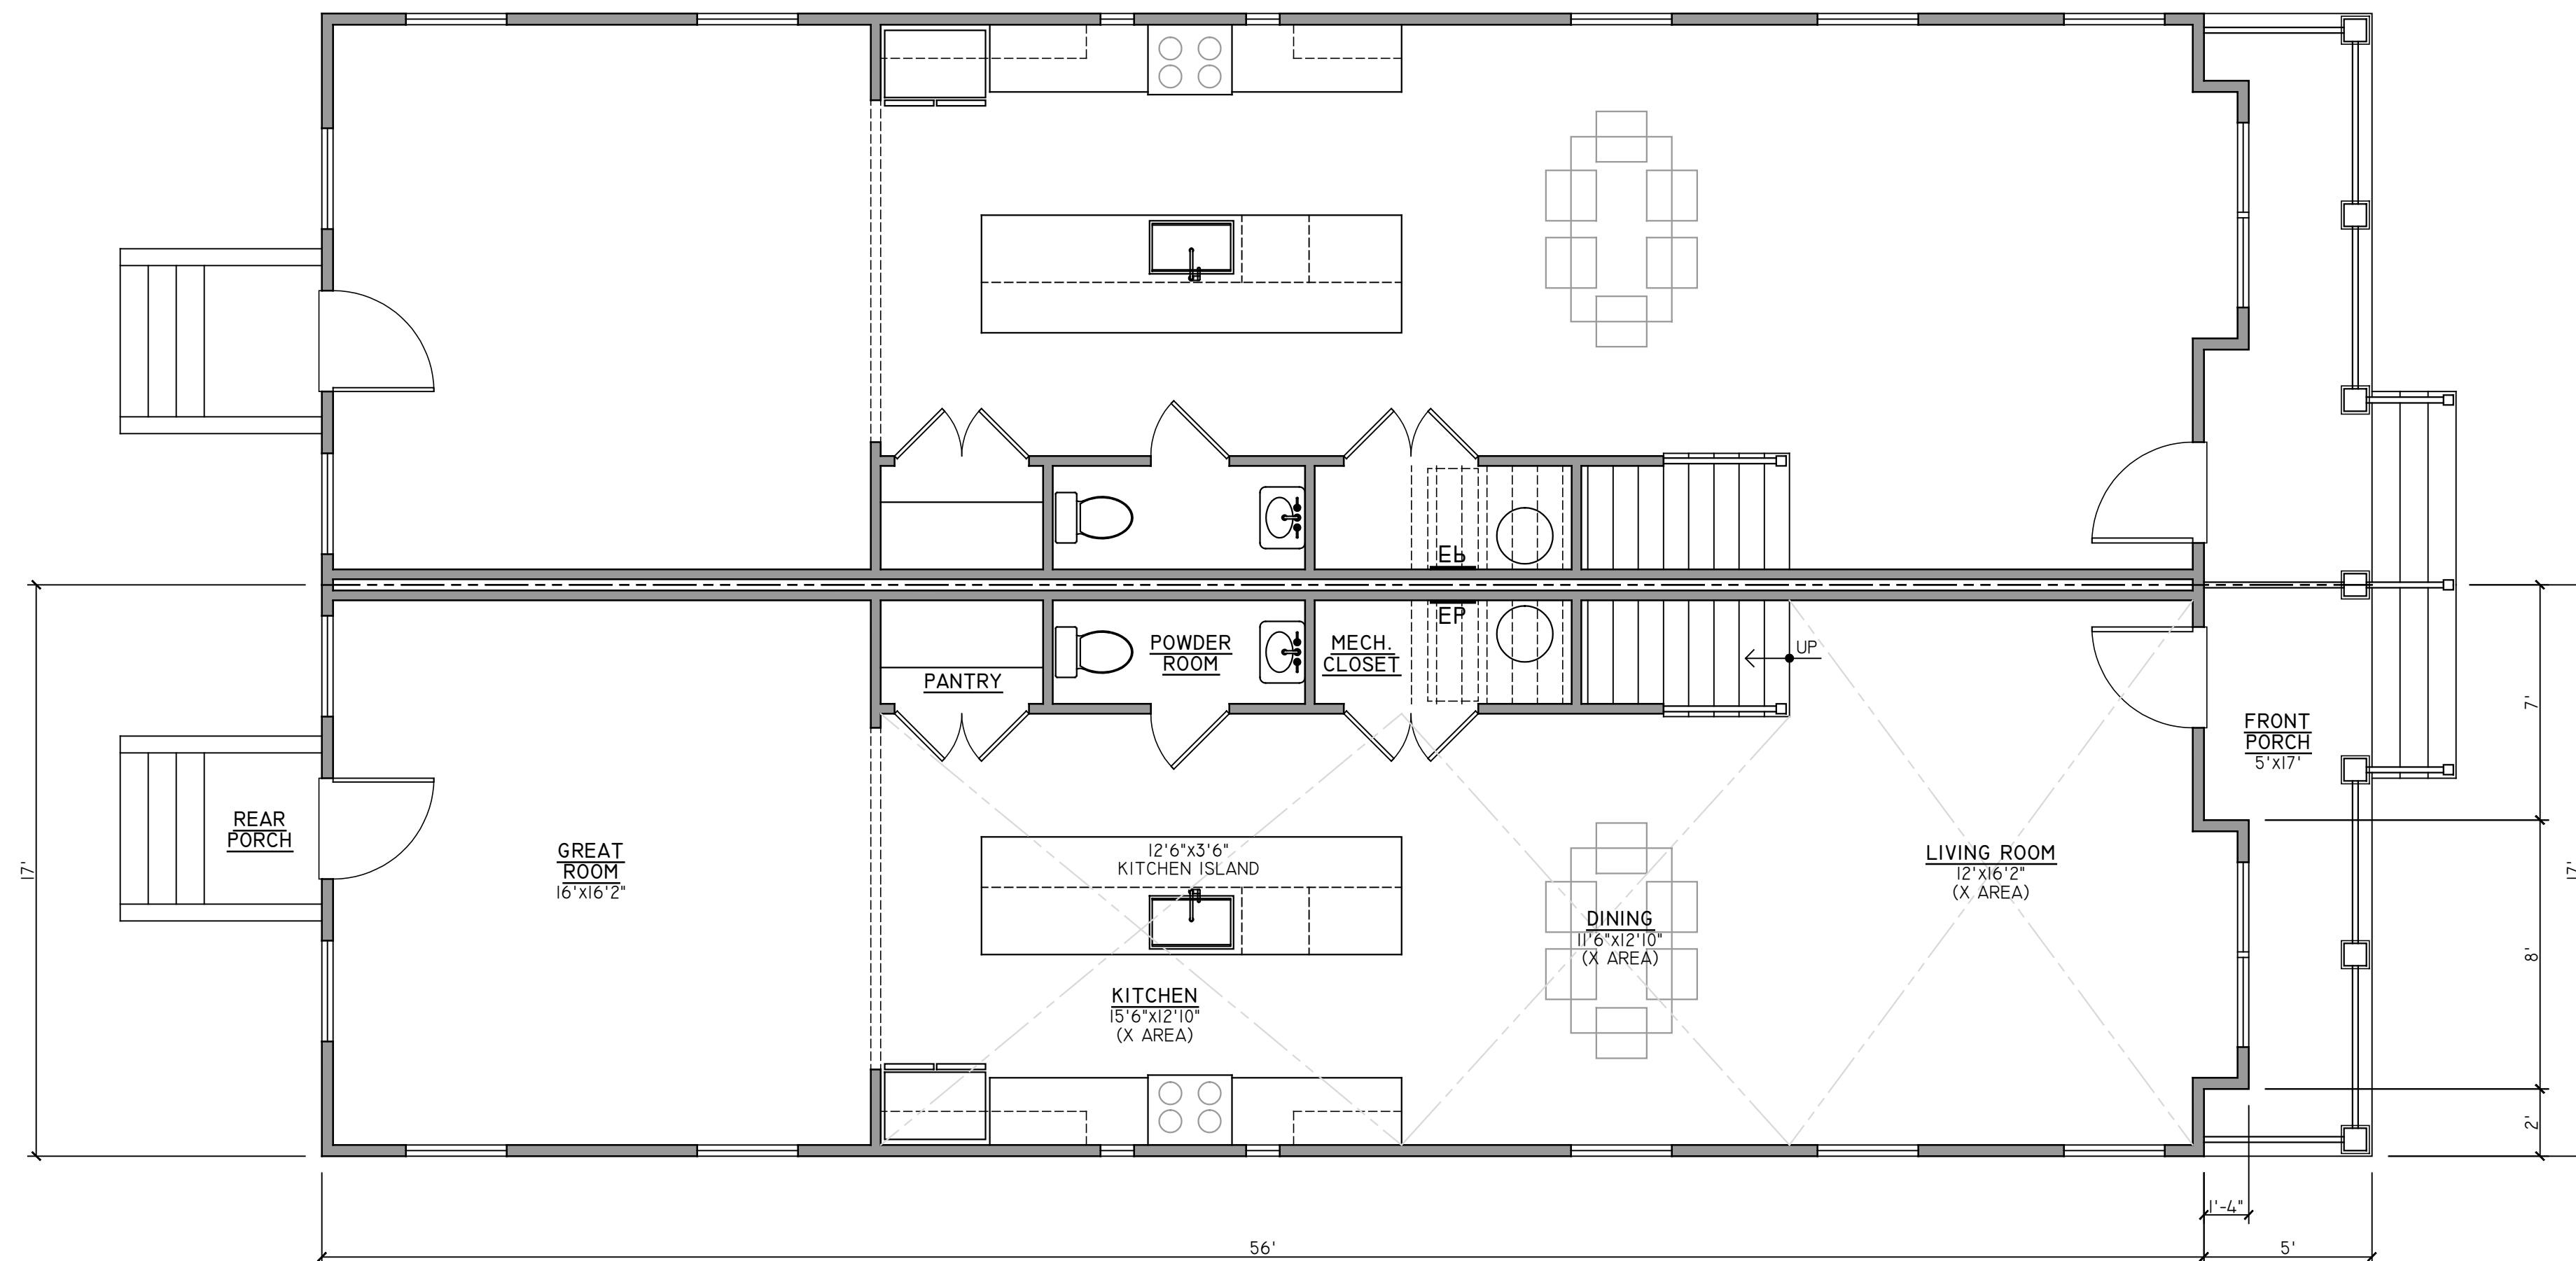 EP
POWDER
ROOM
MECH.
CLOSET
EP
PANTRY
UP
7'
FRONT
PORCH
5'x17'
REAR
PORCH
GREAT
ROOM
16'x16'2"
17'
12'6"x3'6"
KITCHEN ISLAND
LIVING ROOM
12'x16'2"
(X AREA)
17'
DINING
11'6"x12'10"
(X AREA)
8'
KITCHEN
15'6"x12'10"
(X AREA)
2'
1'-4"
56'
5'